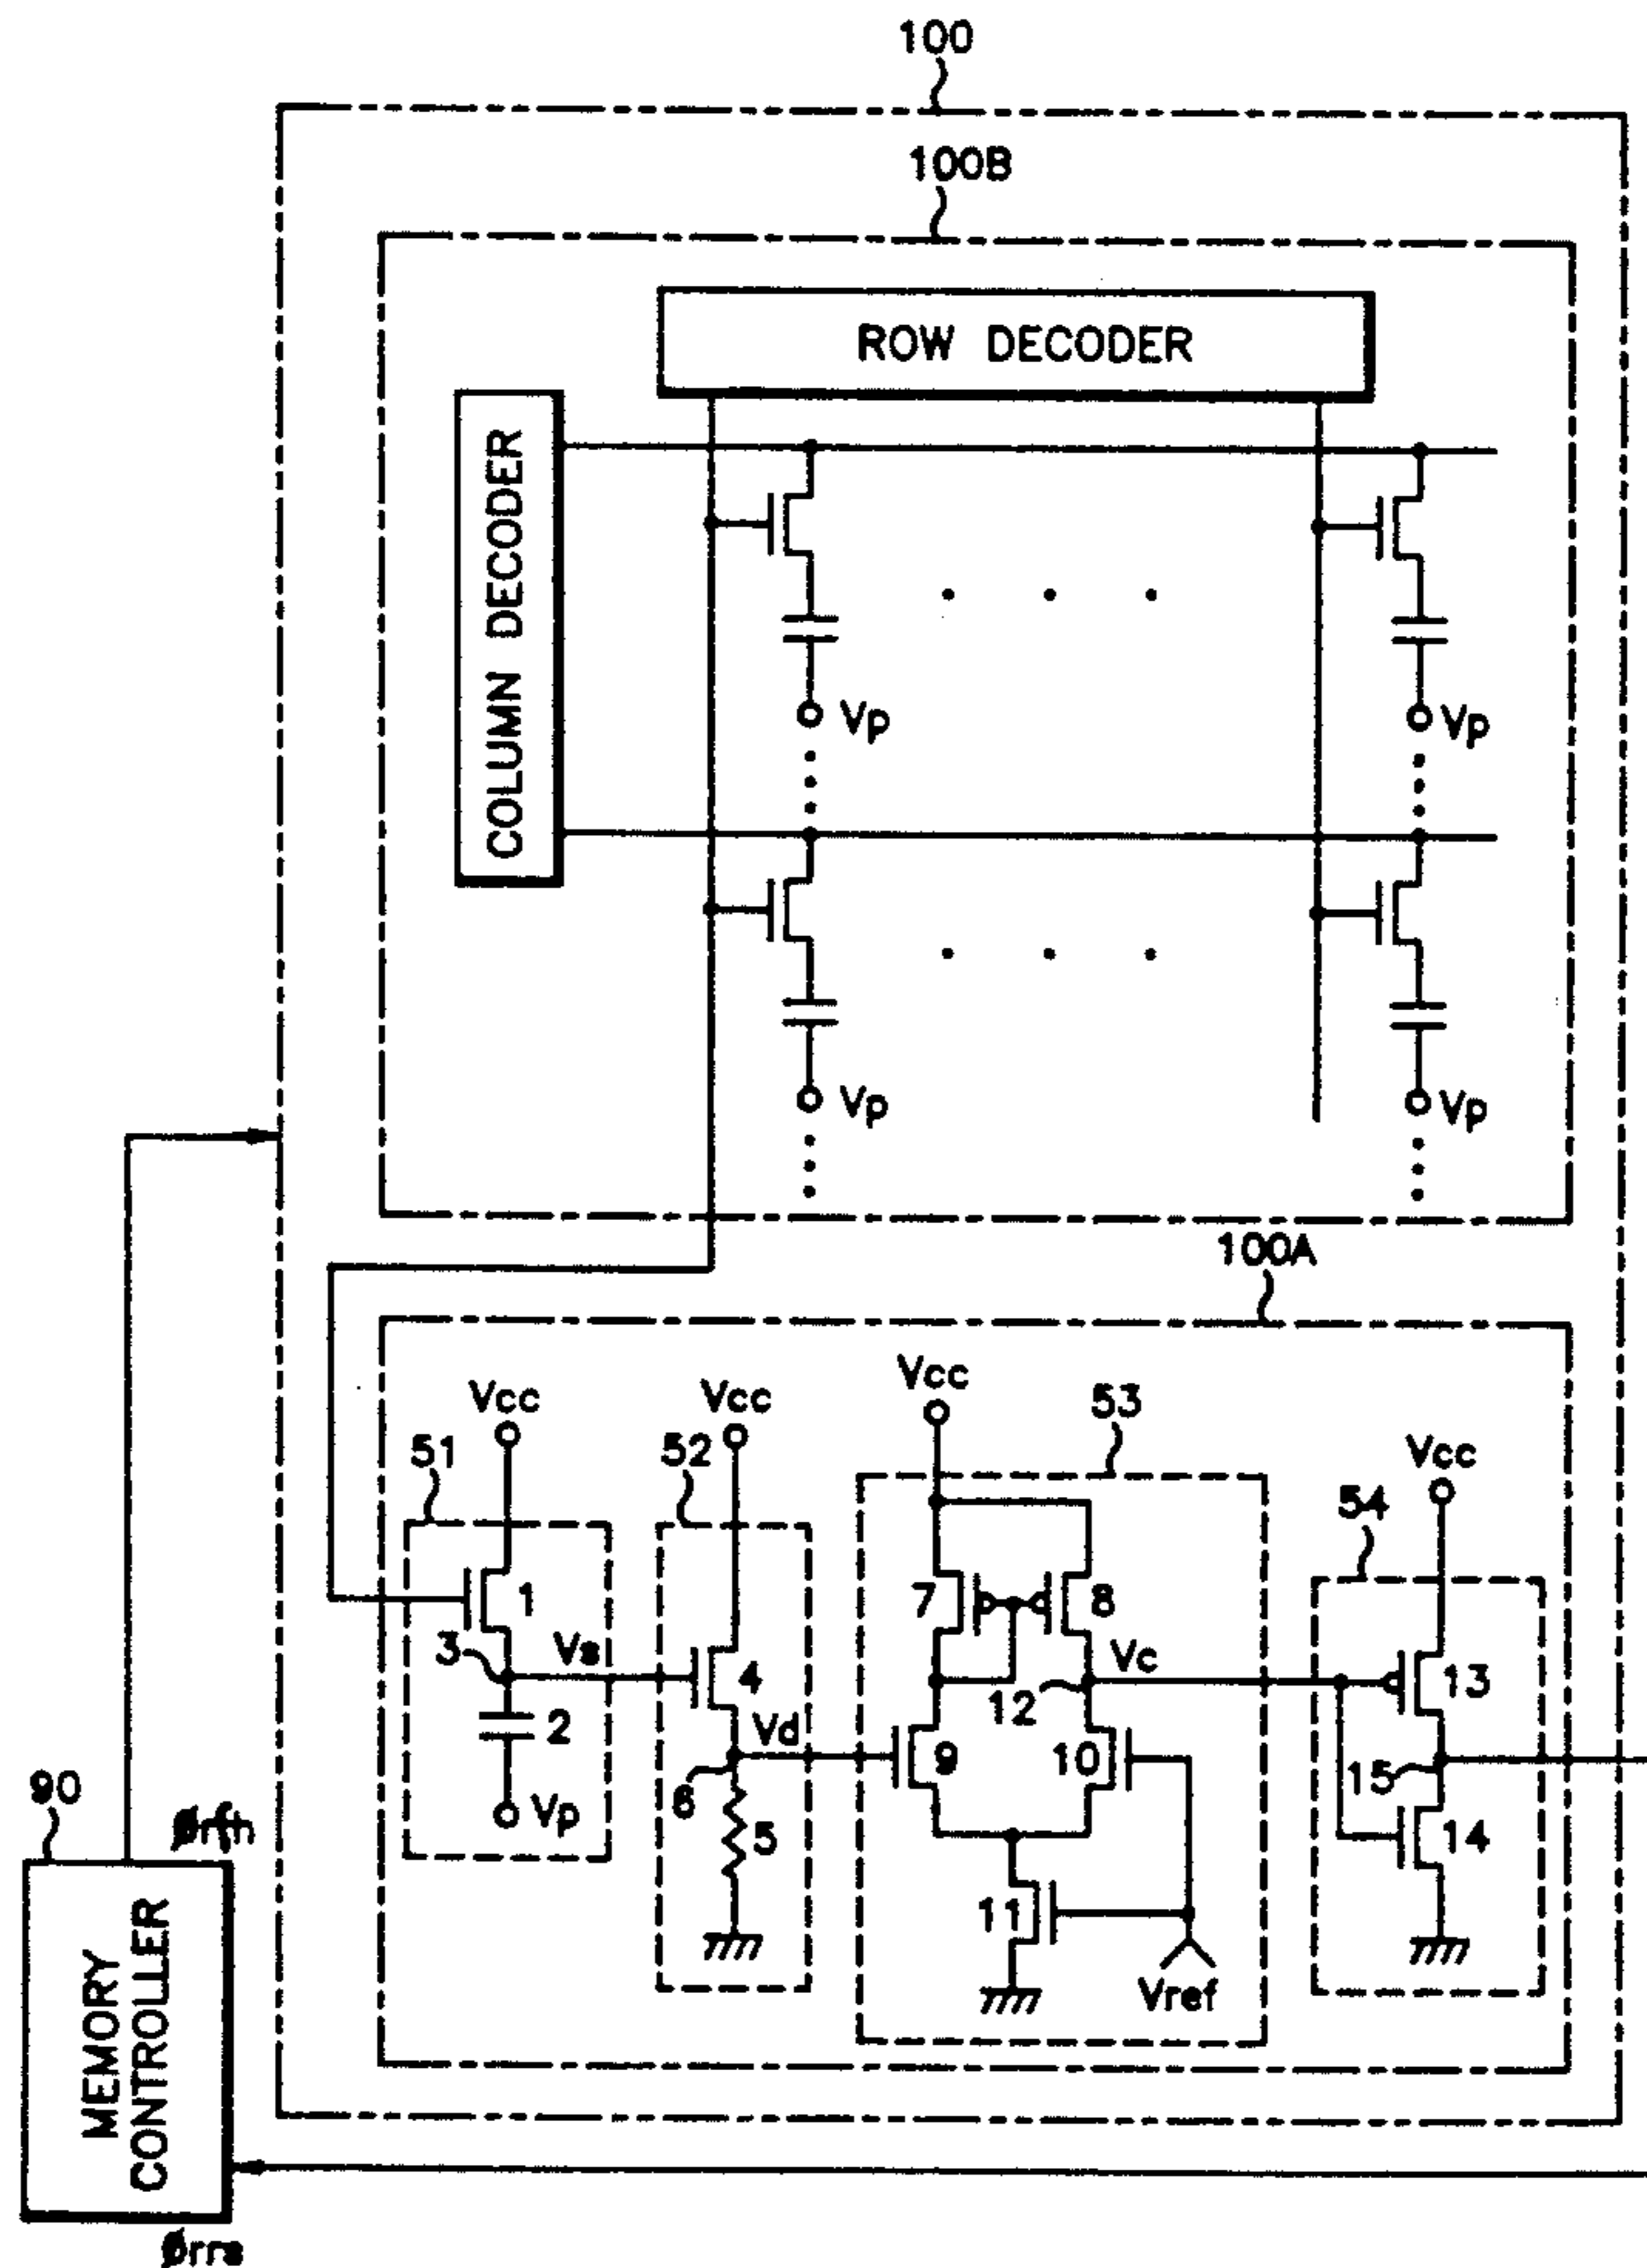 100
100B
ROW DECODER
COLUMN DECODER
Vp
Vp
Vp
Vp
100A
Vcc
Vcc
Vcc
Vcc
51
52
53
54
1
3
Vs
2
Vp
4
Vd
6
5
7
8
Vc
12
9
10
11
Vref
13
15
14
90
Ørfh
MEMORY
CONTROLLER
Ørrs